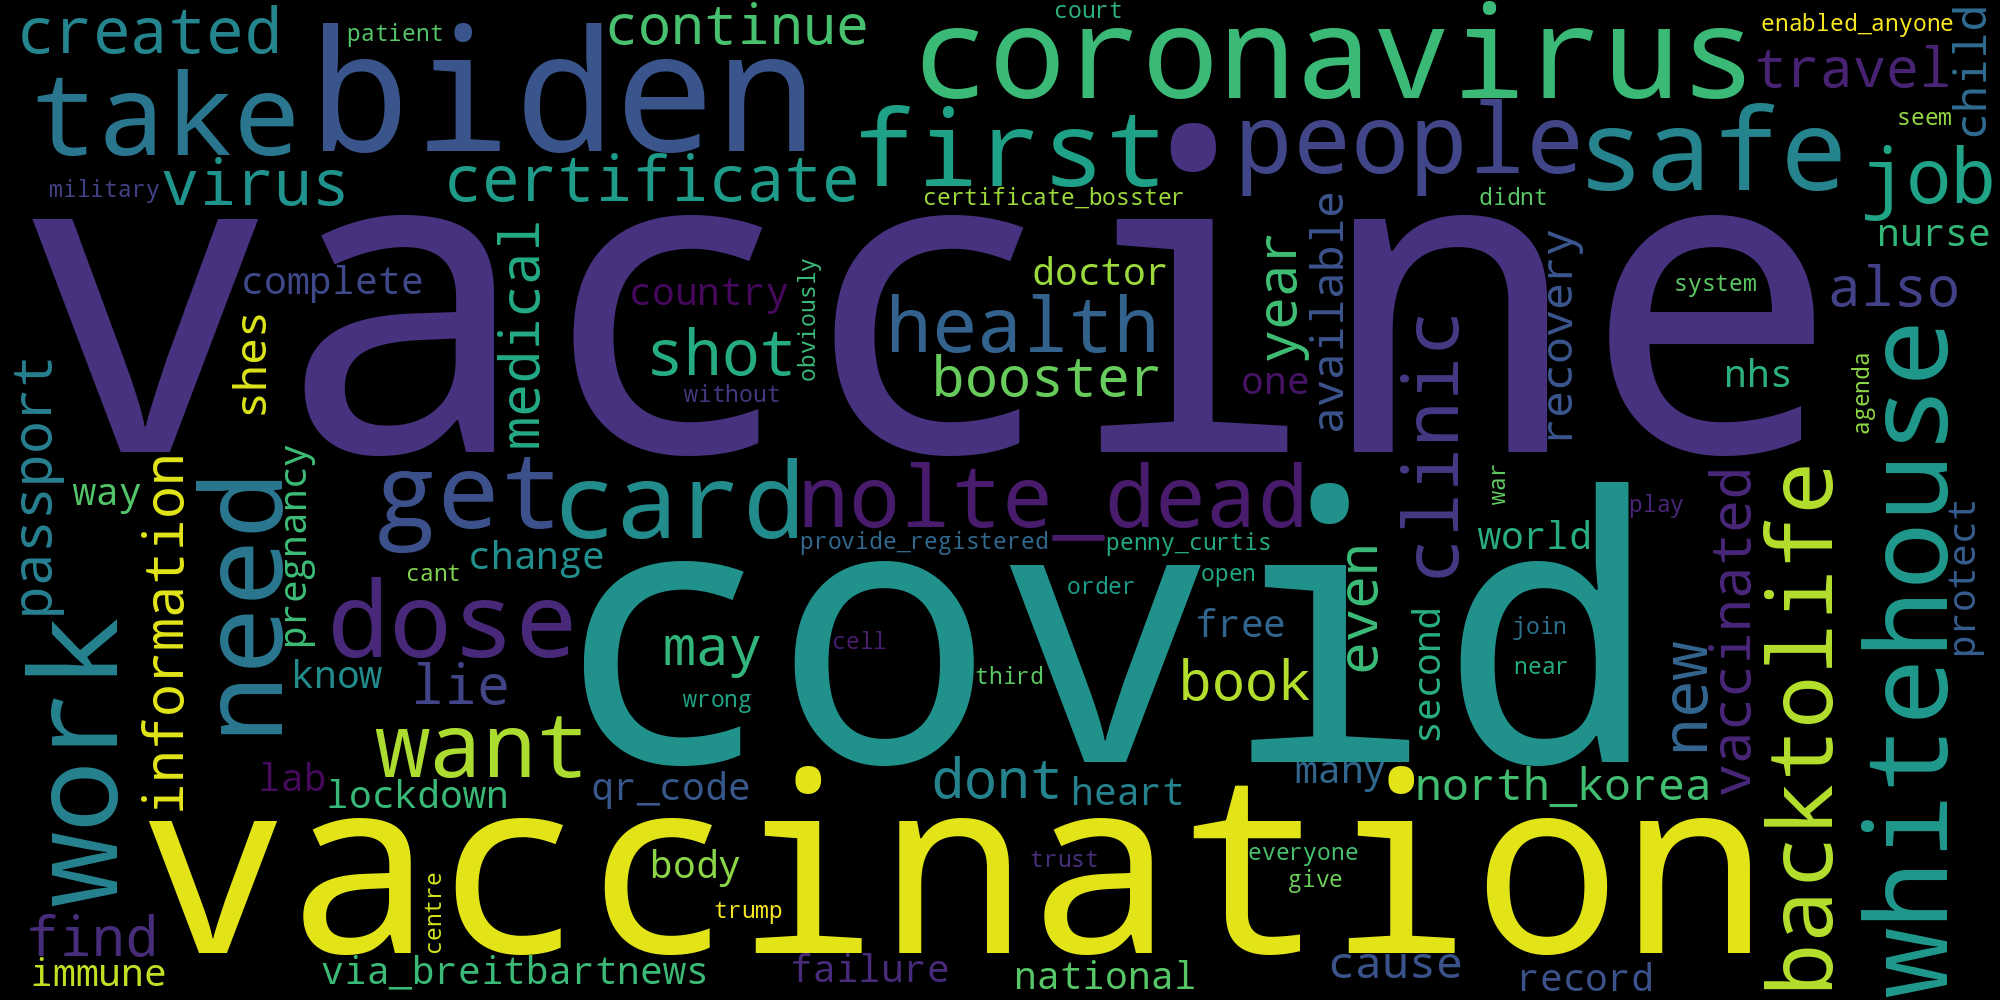 created
patient
continue
court
enabled_anyone
child
take
biden
coronavirus
travel
seem
military
virus
certificate
first
people
safe
job
certificate_bosster
didnt
nurse
vaccine
complete
medical
country
obviously
doctor
year
available
recovery
system
also
shes
shot
health
without
booster
one
clinic
nhs
agenda
whitehouse
passport
way
information
need
pregnancy
get
card
nolte_dead
war
world
play
vaccinated
backtolife
protect
cant
change
provide_registered
penny_curtis
work
dose
covid
order
open
even
free
second
join
near
new
know
lie
may
cell
third
wrong
book
want
lab
lockdown
qr_code
dont
heart
many
north_korea
vaccination
body
trust
everyone
give
centre
trump
find
immune
via_breitbartnews
failure
national
cause
record